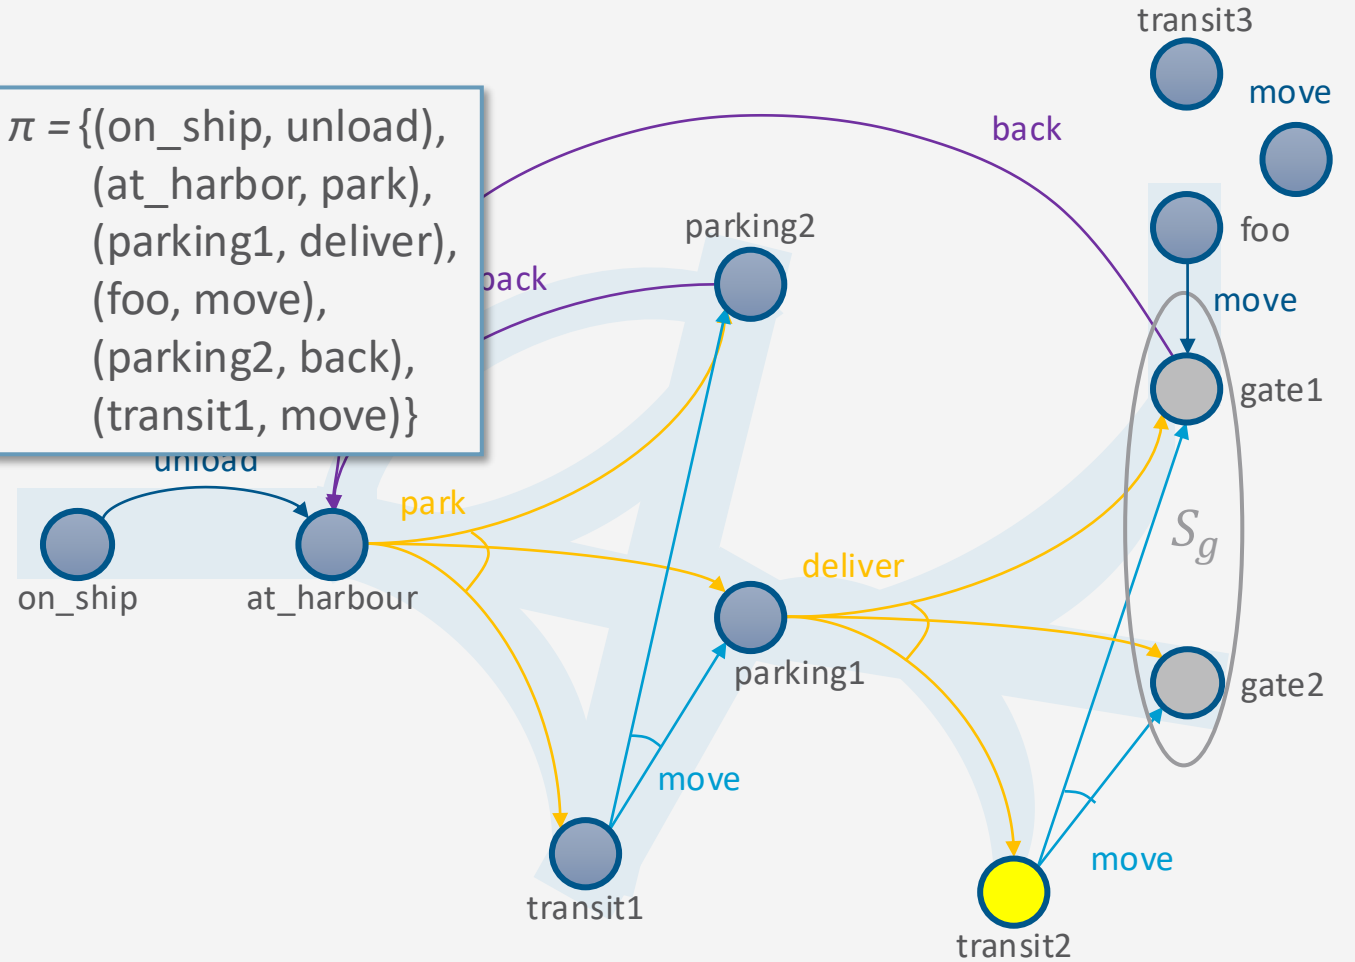 transit3
move
π = {(on_ship, unload),
(at_harbor, park),
(parking1, deliver),
(foo, move),
(parking2, back),
(transit1, move)}
back
parking2
foo
back
move
gate1
unload
park
S_g
deliver
on_ship
at_harbour
parking1
gate2
move
move
transit1
transit2